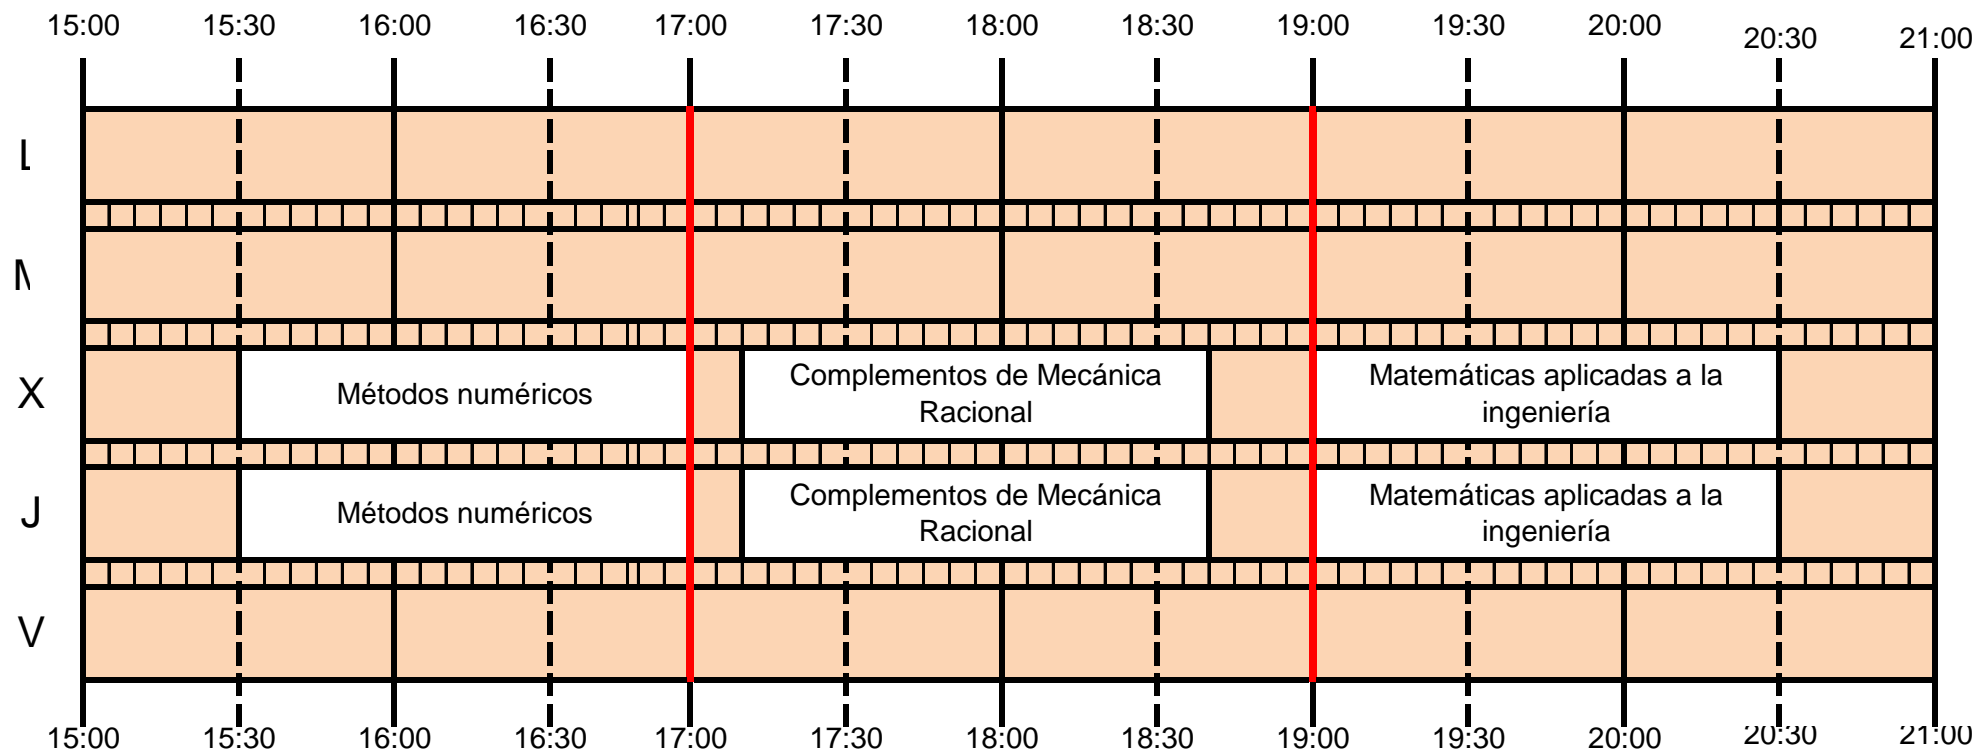 15:00 15:30 16:00 16:30 17:00 17:30 18:00 18:30 19:00 19:30 20:00 20:30 21:00
L
M
X
Métodos numéricos
Complementos de Mecánica
Racional
Matemáticas aplicadas a la
ingeniería
J
Métodos numéricos
Complementos de Mecánica
Racional
Matemáticas aplicadas a la
ingeniería
V
15:00 15:30 16:00 16:30 17:00 17:30 18:00 18:30 19:00 19:30 20:00 20:30 21:00